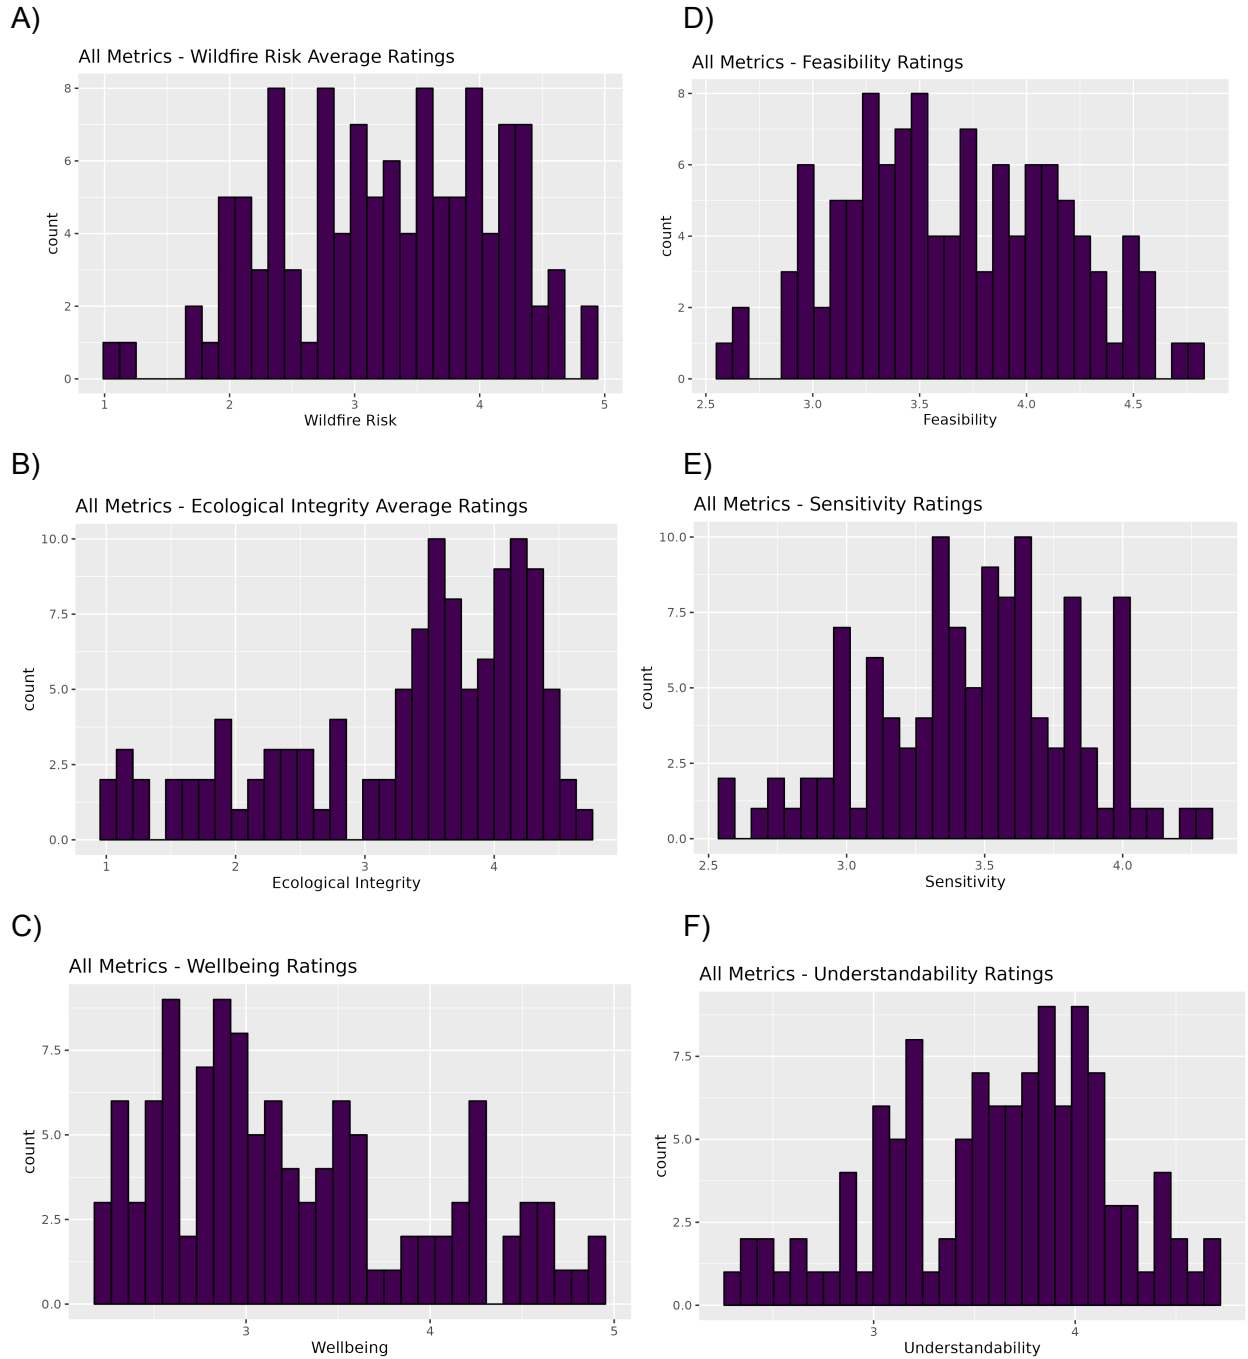 A)
All Metrics - Wildfire Risk Average Ratings
count
8
6
4
2
0
1 2 3 4 5
Wildfire Risk
D)
All Metrics - Feasibility Ratings
count
8
6
4
2
0
2.5 3.0 3.5 4.0 4.5
Feasibility
B)
All Metrics - Ecological Integrity Average Ratings
count
10.0
7.5
5.0
2.5
0.0
1 2 3 4
Ecological Integrity
E)
All Metrics - Sensitivity Ratings
count
10.0
7.5
5.0
2.5
0.0
2.5 3.0 3.5 4.0
Sensitivity
C)
All Metrics - Wellbeing Ratings
count
7.5
5.0
2.5
0.0
3 4 5
Wellbeing
F)
All Metrics - Understandability Ratings
count
7.5
5.0
2.5
0.0
3 4
Understandability